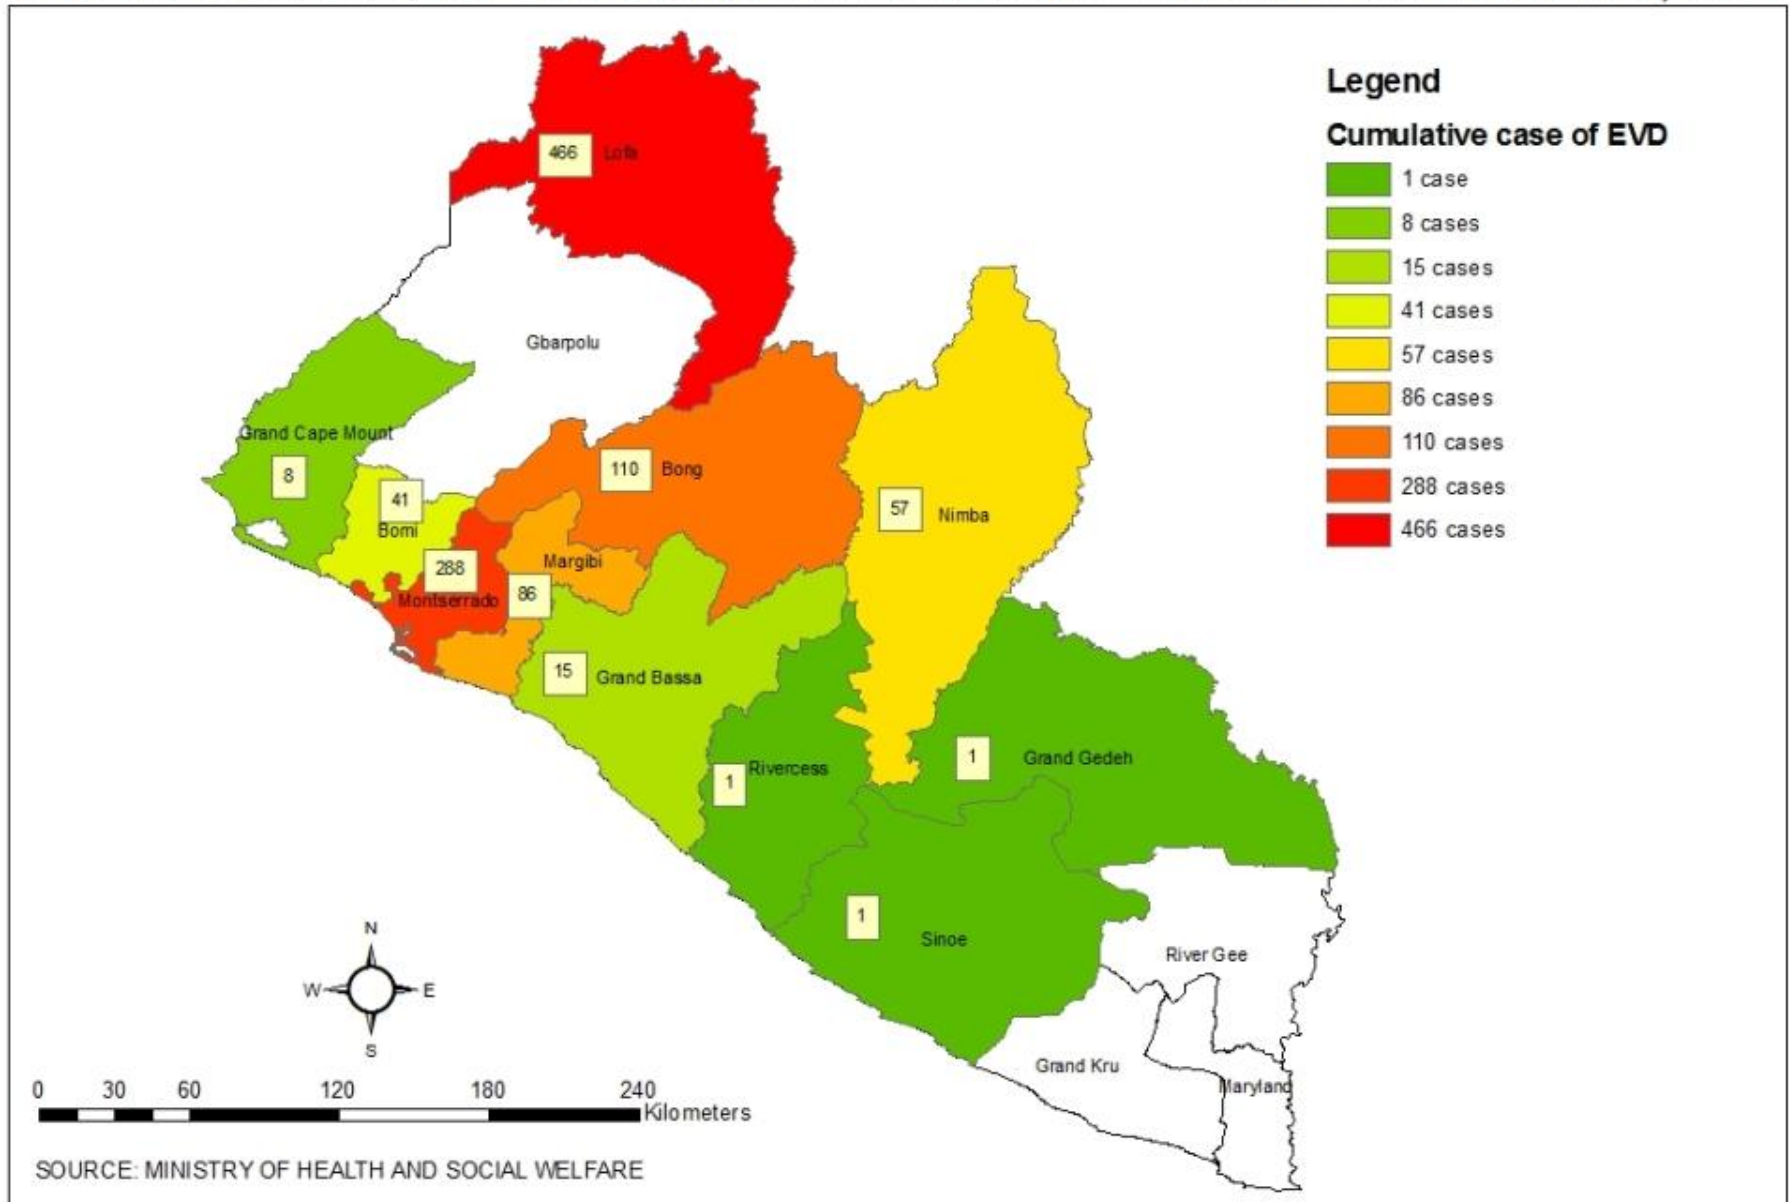 Legend
Cumulative case of EVD
1 case
8 cases
15 cases
41 cases
57 cases
86 cases
110 cases
288 cases
466 cases
466 Lofa
Gbarpolu
Grand Cape Mount
8
41
Bomi
110 Bong
57 Nimba
288
Montserrado
Margibi
86
15 Grand Bassa
1 Rivercess
1 Grand Gedeh
1
Sinoe
River Gee
Grand Kru
Maryland
N
W E
S
0 30 60 120 180 240
Kilometers
SOURCE: MINISTRY OF HEALTH AND SOCIAL WELFARE